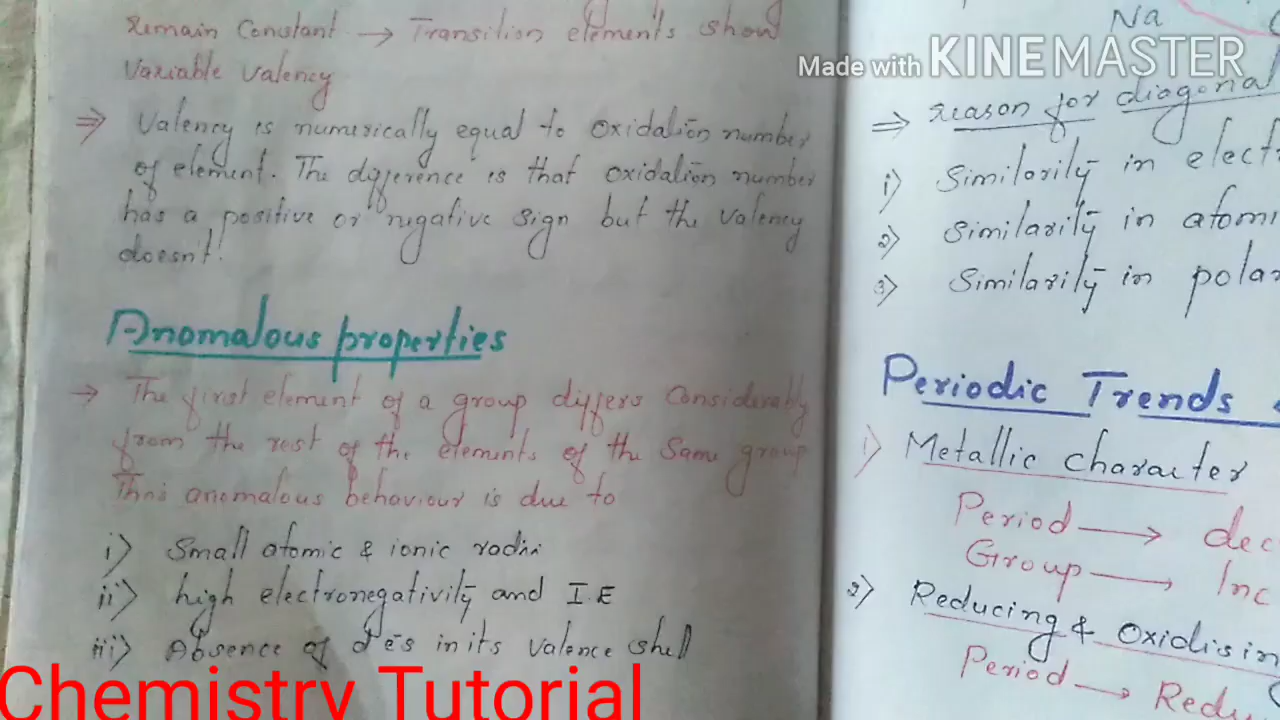 remain Constant → Transition elements show
Variable valency
⇒ Valency is numerically equal to oxidation number
of element. The difference is that oxidation number
has a positive or negative sign but the valency
doesn't.
Anomalous properties
→ The first element of a group differs Considerably
from the rest of the elements of the same group
This anomalous behaviour is due to
i) Small atomic & ionic radii
ii) high electronegativity and I.E
iii) Absence of d ēs in its valence shell
Chemistry Tutorial
Na
Made with KINEMASTER
⇒ reason for diagonal
1) Similarity in elect
2) Similarity in atomi
3) Similarity in polar
Periodic Trends
1) Metallic character
Period → dec
Group → Inc
2) Reducing & Oxidisin
Period → Redu